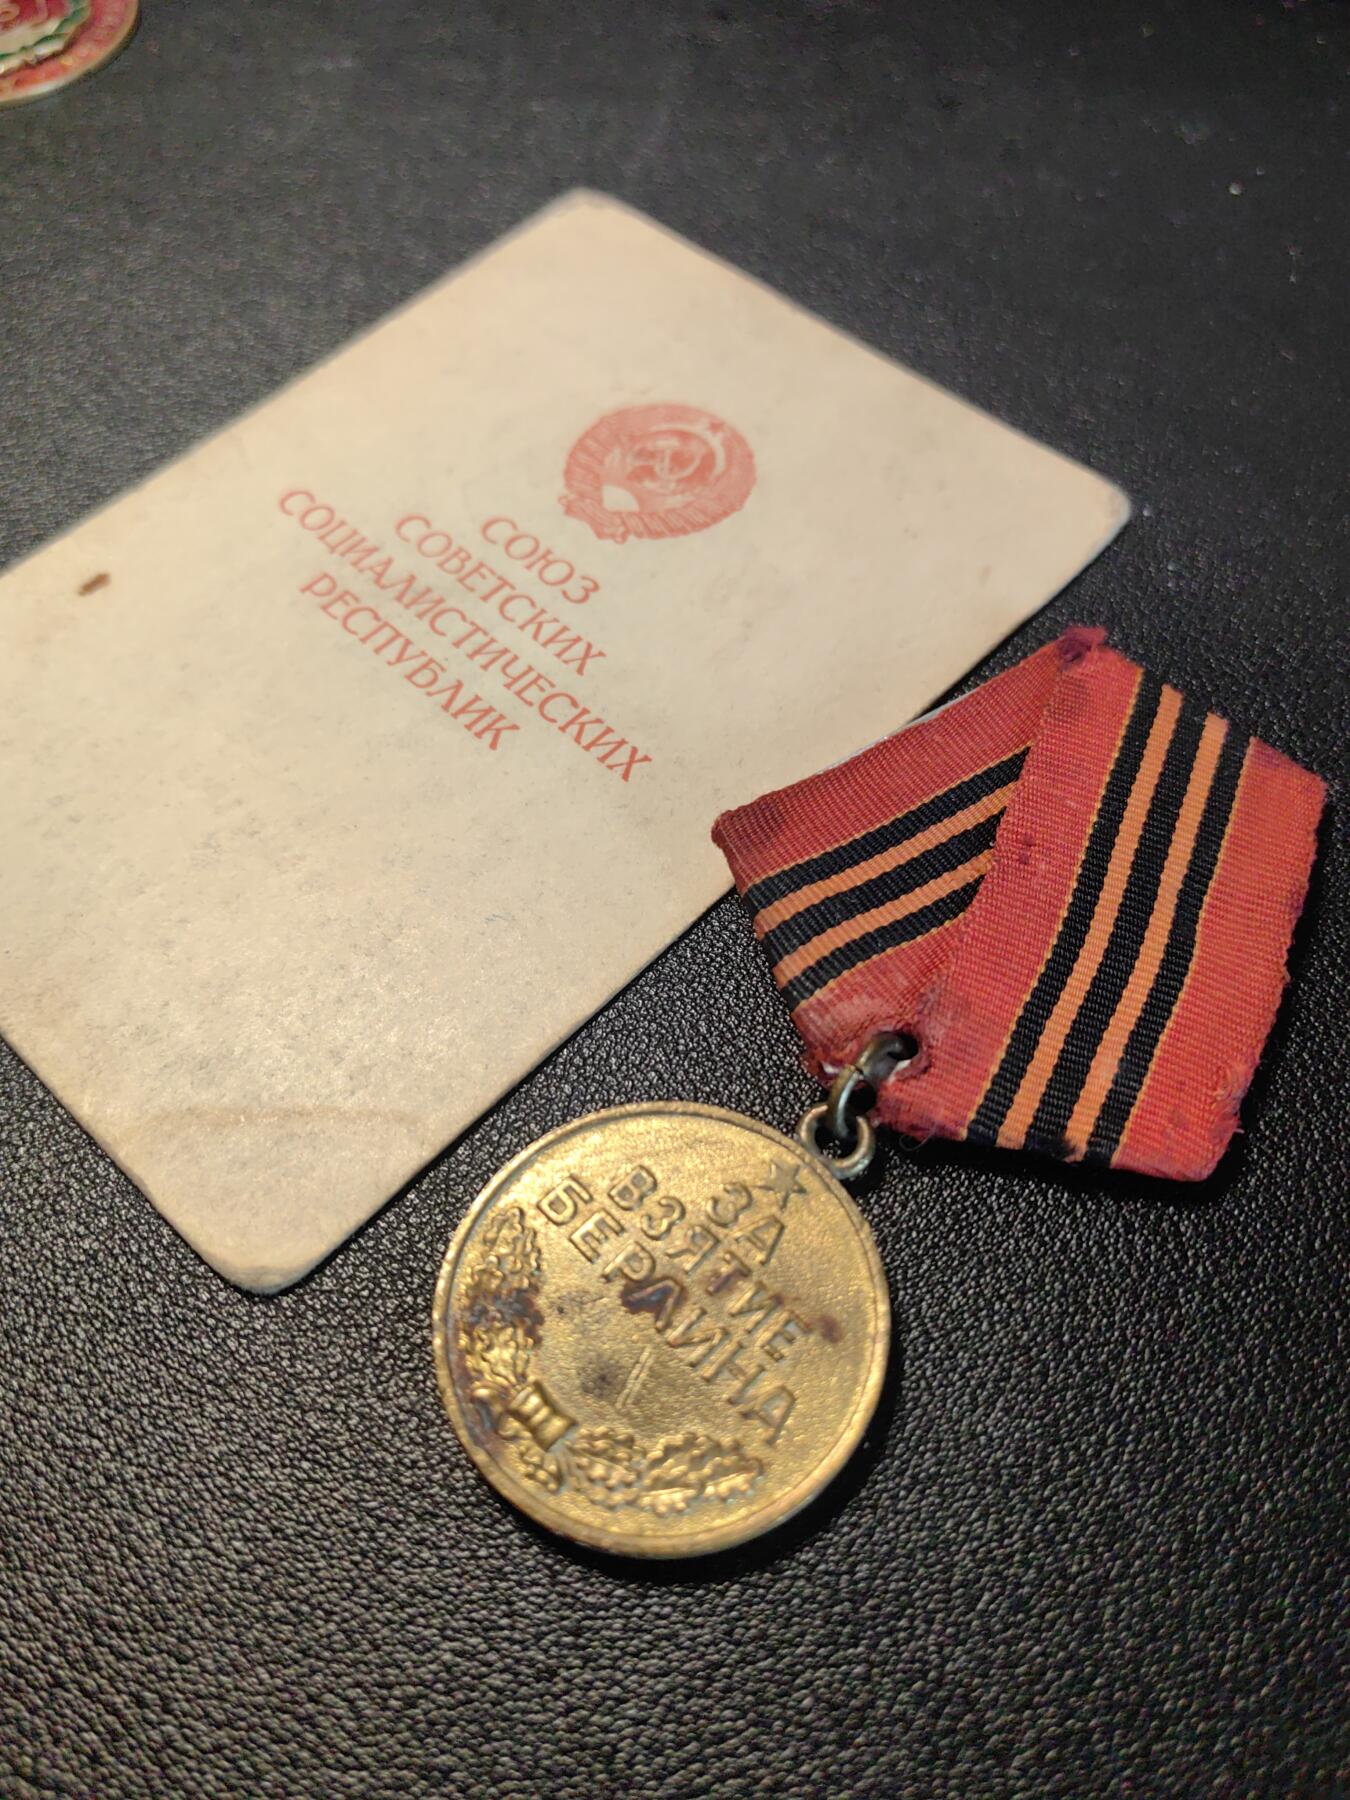 СОЮЗ
СОВЕТСКИХ
СОЦИАЛИСТИЧЕСКИХ
РЕСПУБЛИК
ЗА
ВЗЯТИЕ
БЕРЛИНА